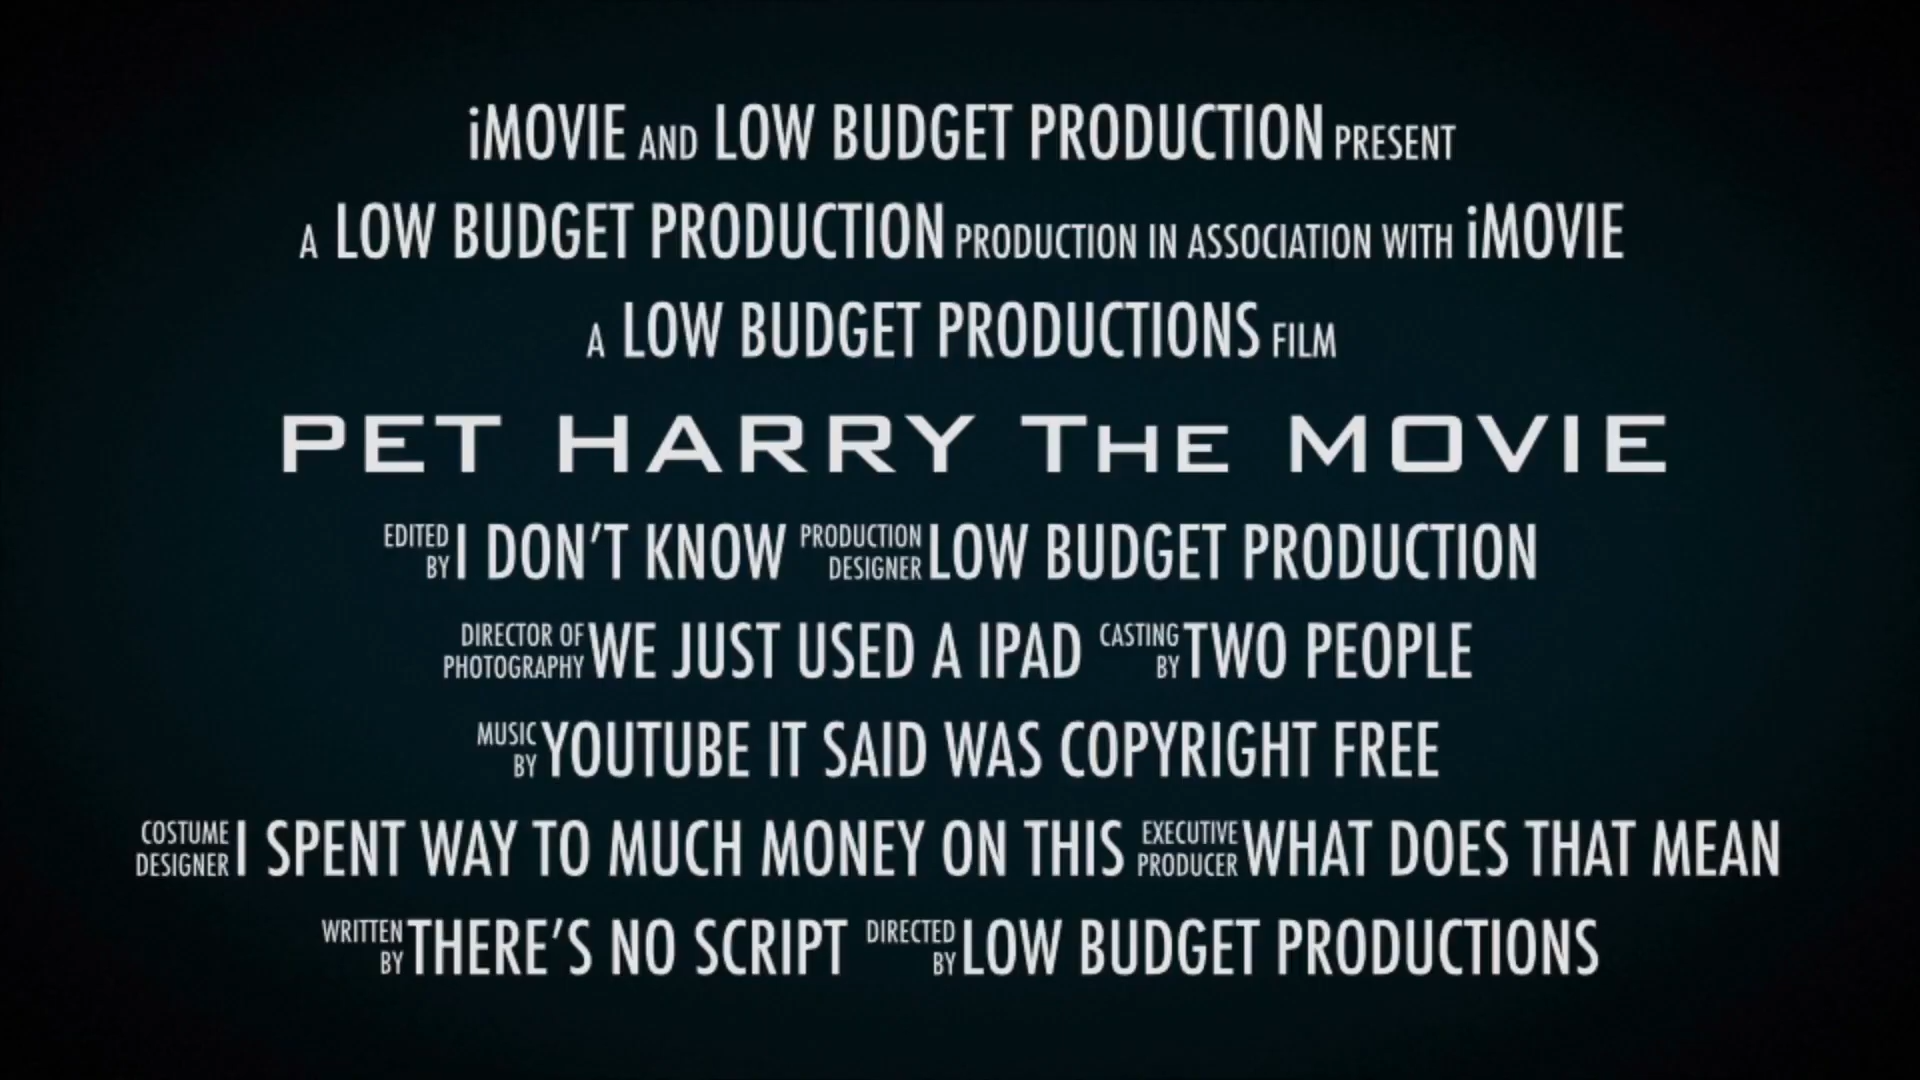 iMOVIE AND LOW BUDGET PRODUCTION PRESENT
A LOW BUDGET PRODUCTION PRODUCTION IN ASSOCIATION WITH iMOVIE
A LOW BUDGET PRODUCTIONS FILM
PET HARRY THE MOVIE
EDITED BY I DON'T KNOW PRODUCTION DESIGNER LOW BUDGET PRODUCTION
DIRECTOR OF PHOTOGRAPHY WE JUST USED A IPAD CASTING BY TWO PEOPLE
MUSIC BY YOUTUBE IT SAID WAS COPYRIGHT FREE
COSTUME DESIGNER I SPENT WAY TO MUCH MONEY ON THIS EXECUTIVE PRODUCER WHAT DOES THAT MEAN
WRITTEN BY THERE'S NO SCRIPT DIRECTED BY LOW BUDGET PRODUCTIONS